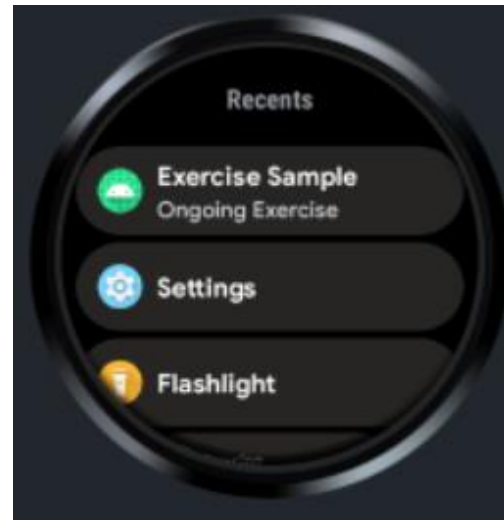 Recents
Exercise Sample
Ongoing Exercise
Settings
Flashlight